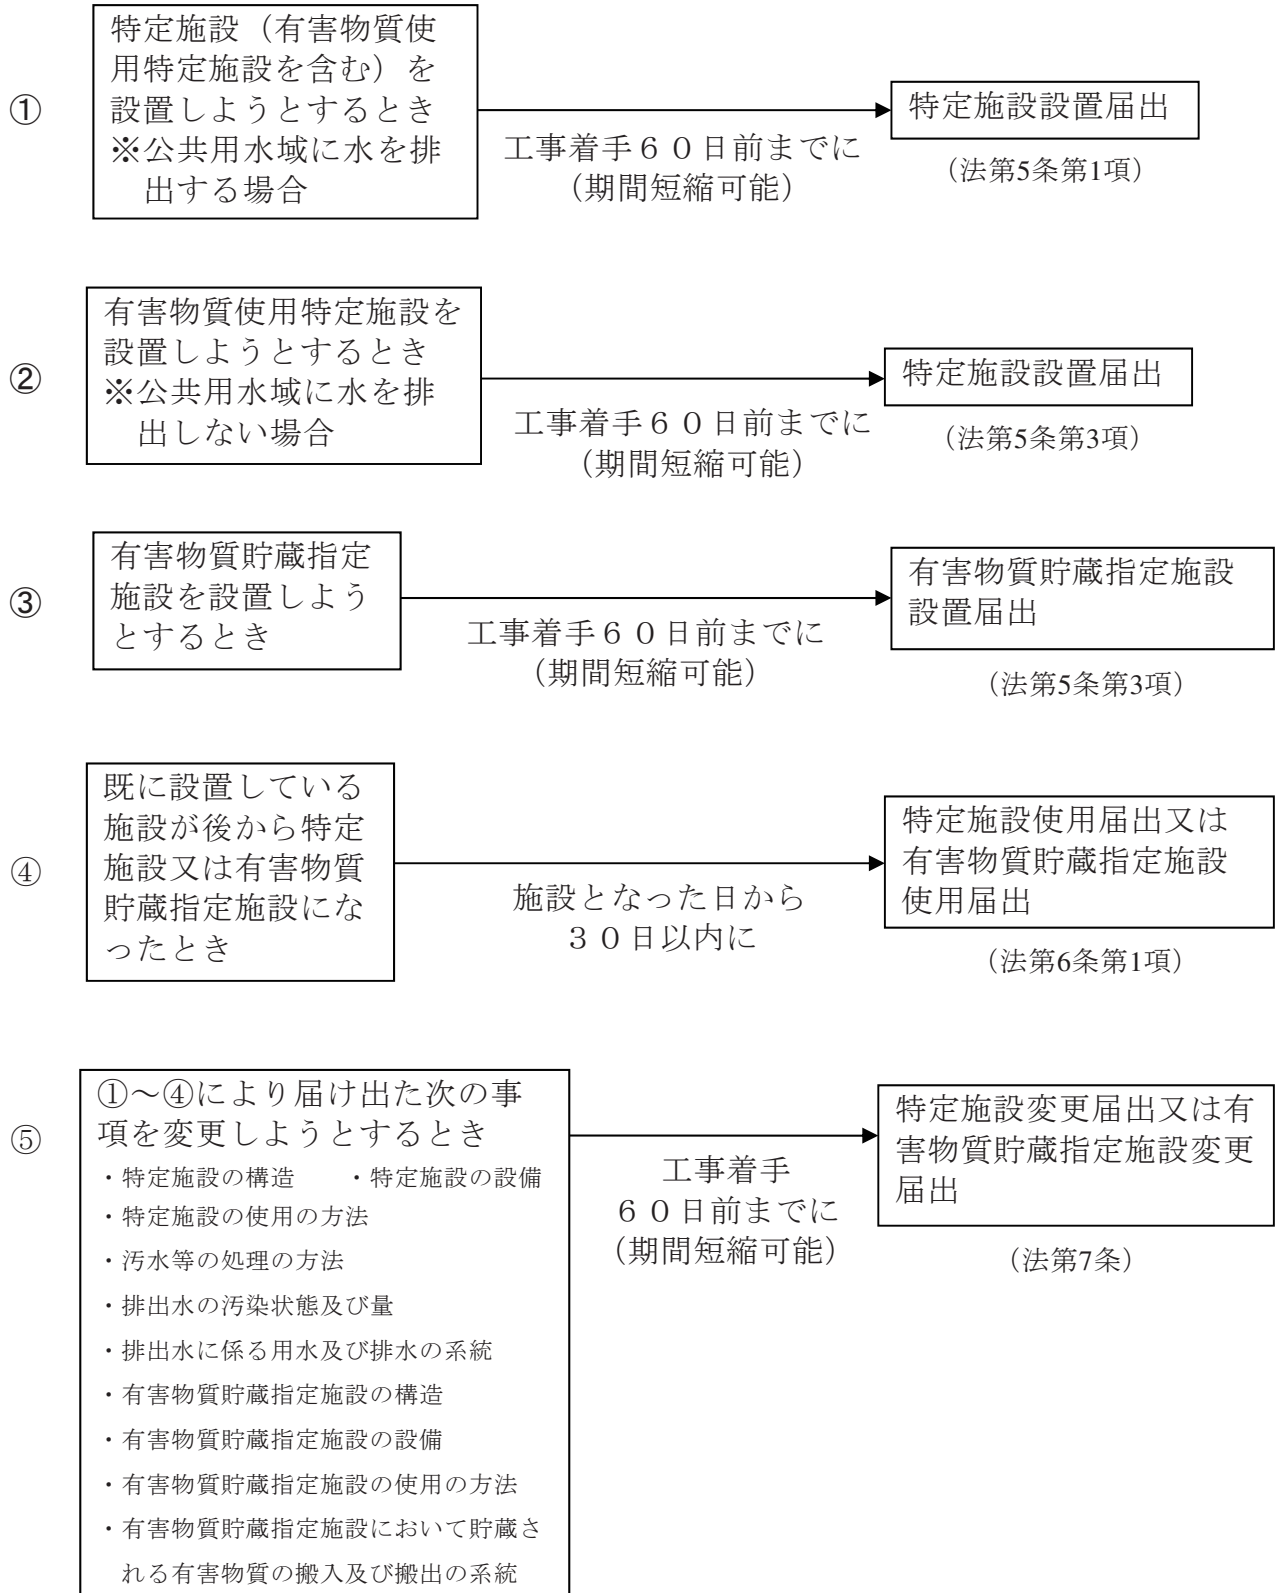 ①
特定施設（有害物質使
用特定施設を含む）を
設置しようとするとき
※公共用水域に水を排
出する場合
工事着手６０日前までに
（期間短縮可能）
特定施設設置届出
（法第5条第1項）
②
有害物質使用特定施設を
設置しようとするとき
※公共用水域に水を排
出しない場合
工事着手６０日前までに
（期間短縮可能）
特定施設設置届出
（法第5条第3項）
③
有害物質貯蔵指定
施設を設置しよう
とするとき
工事着手６０日前までに
（期間短縮可能）
有害物質貯蔵指定施設
設置届出
（法第5条第3項）
④
既に設置している
施設が後から特定
施設又は有害物質
貯蔵指定施設にな
ったとき
施設となった日から
３０日以内に
特定施設使用届出又は
有害物質貯蔵指定施設
使用届出
（法第6条第1項）
⑤
①～④により届け出た次の事
項を変更しようとするとき
・特定施設の構造　　・特定施設の設備
・特定施設の使用の方法
・汚水等の処理の方法
・排出水の汚染状態及び量
・排出水に係る用水及び排水の系統
・有害物質貯蔵指定施設の構造
・有害物質貯蔵指定施設の設備
・有害物質貯蔵指定施設の使用の方法
・有害物質貯蔵指定施設において貯蔵さ
れる有害物質の搬入及び搬出の系統
工事着手
６０日前までに
（期間短縮可能）
特定施設変更届出又は有
害物質貯蔵指定施設変更
届出
（法第7条）